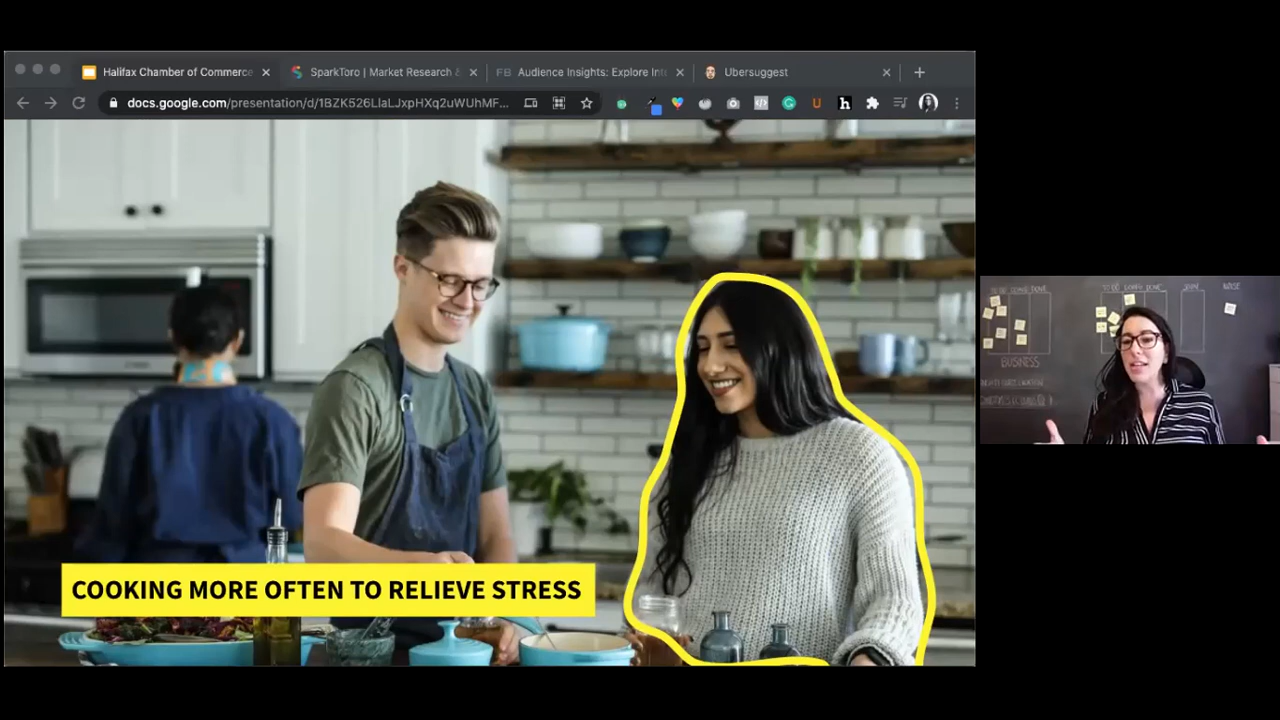 Halifax Chamber of Commerce
SparkToro | Market Research &
FB Audience Insights: Explore Int
Ubersuggest
docs.google.com/presentation/d/1BZK526LlaLJxpHXq2uWUhMF...
COOKING MORE OFTEN TO RELIEVE STRESS
BUSINESS